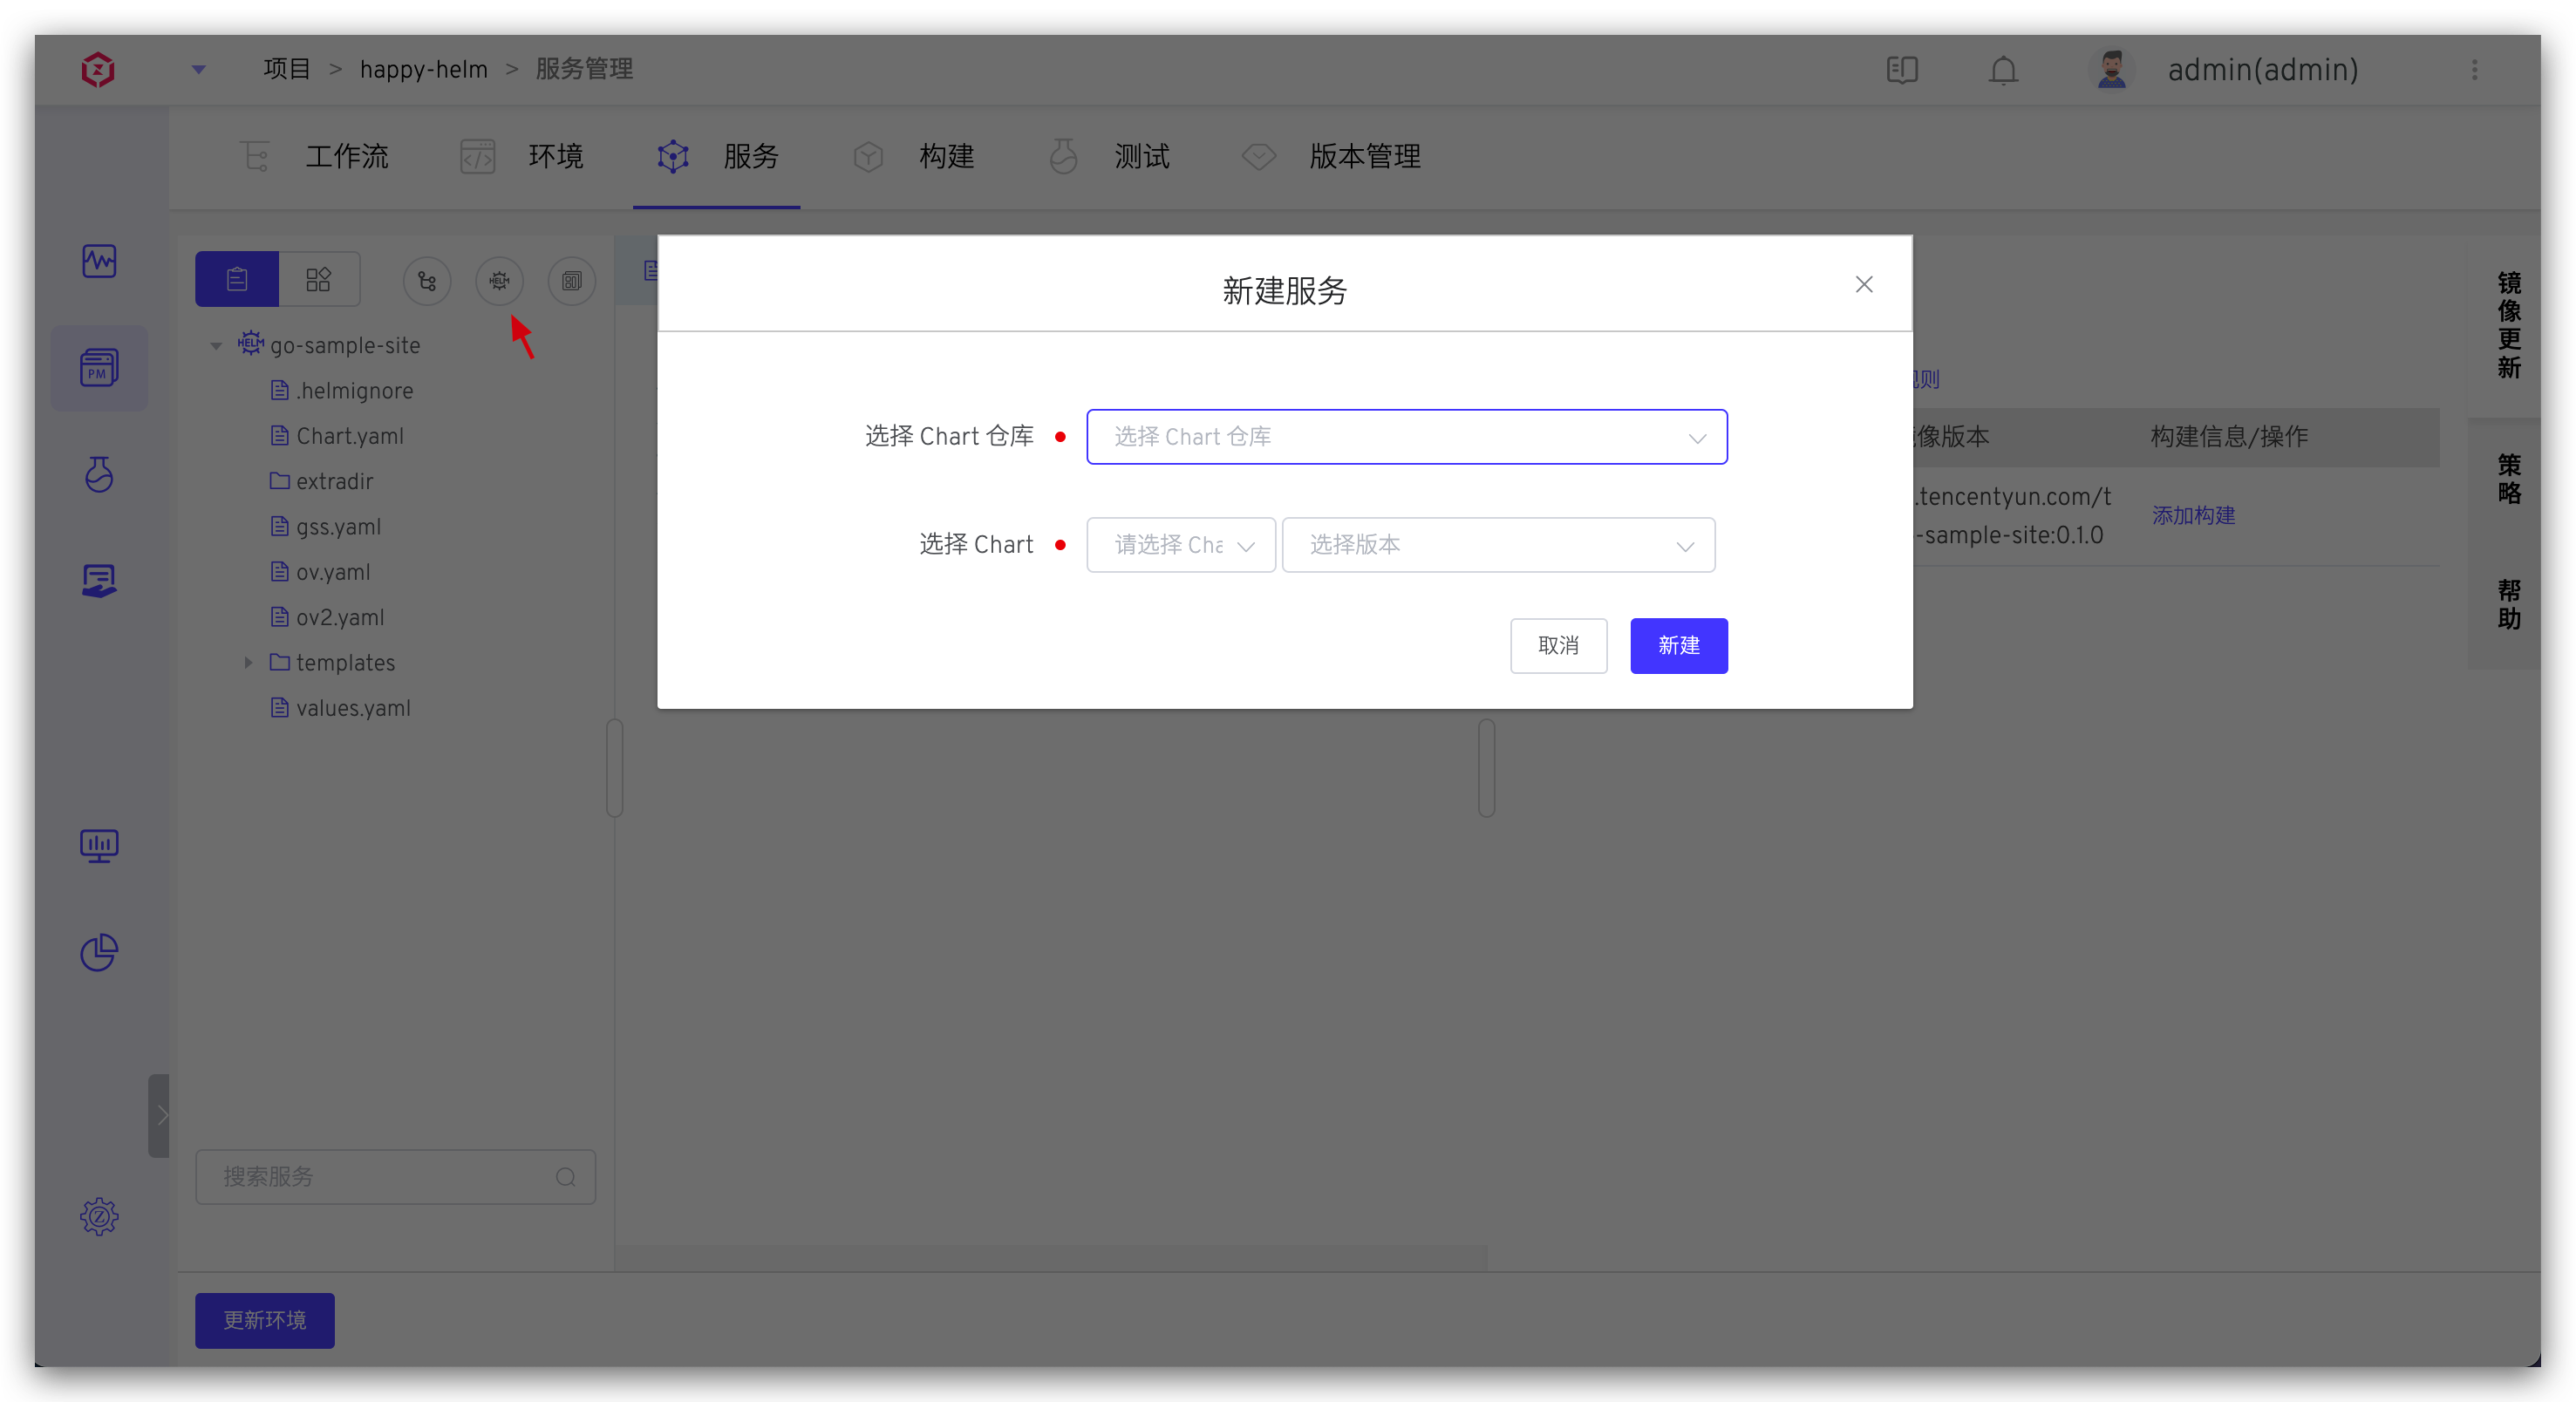 项目 > happy-helm > 服务管理
admin(admin)
工作流 环境 服务 构建 测试 版本管理
HELM
HELM go-sample-site
.helmignore
Chart.yaml
extradir
gss.yaml
ov.yaml
ov2.yaml
templates
values.yaml
PM
搜索服务
更新环境
新建服务
选择 Chart 仓库
选择 Chart 仓库
选择 Chart
请选择 Cha
选择版本
取消
新建
则
像版本
构建信息/操作
.tencentyun.com/t
-sample-site:0.1.0
添加构建
镜像更新
策略
帮助